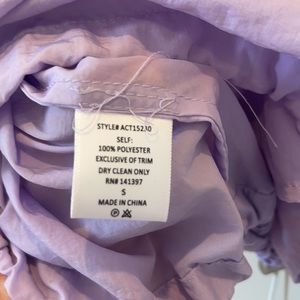 STYLE# ACT15230
SELF:
100% POLYESTER
EXCLUSIVE OF TRIM
DRY CLEAN ONLY
RN# 141397
S
MADE IN CHINA